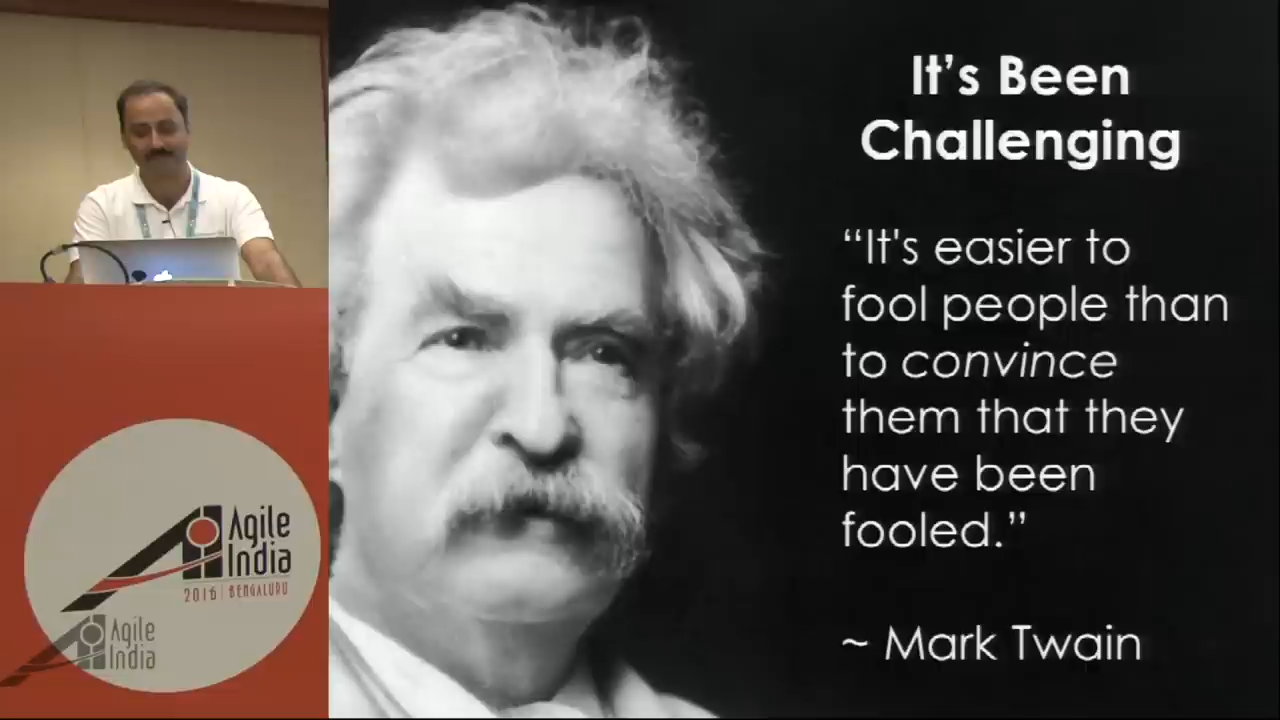 It's Been
Challenging
“It's easier to
fool people than
to convince
them that they
have been
fooled.”
~ Mark Twain
Agile
India
2016 | BENGALURU
Agile
India